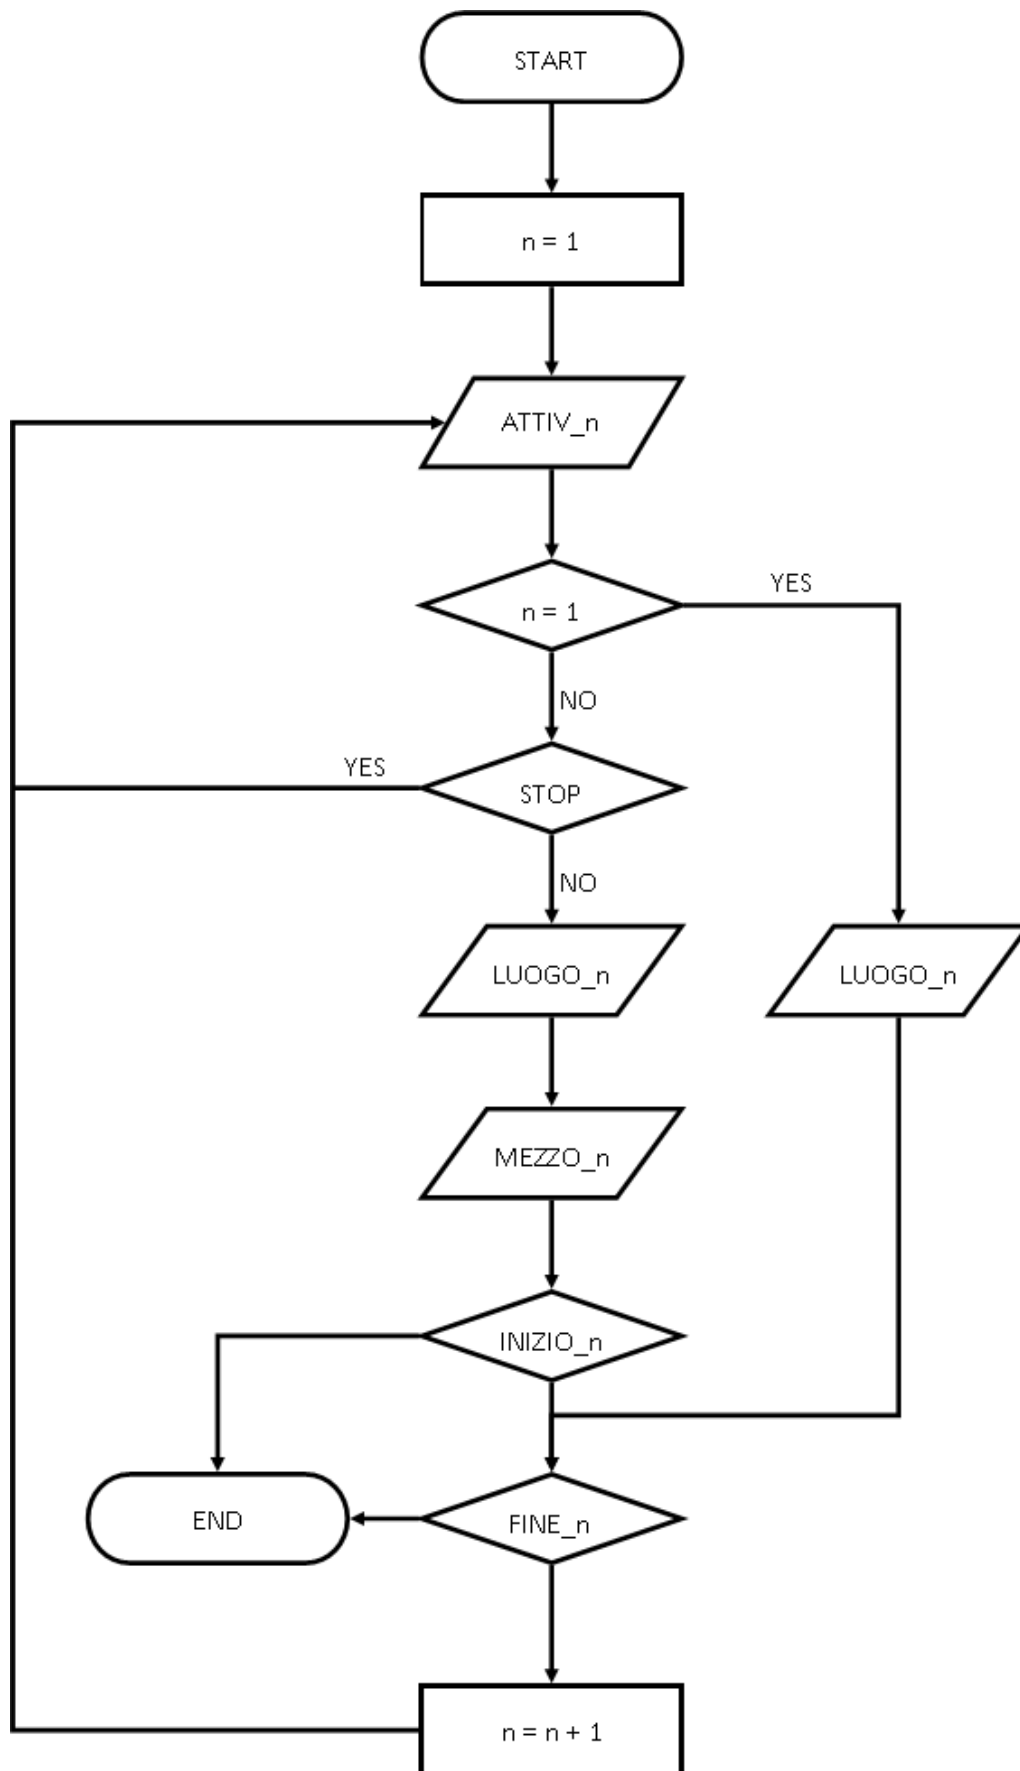 START
n = 1
ATTIV_n
n = 1
YES
NO
YES
STOP
NO
LUOGO_n
LUOGO_n
MEZZO_n
INIZIO_n
END
FINE_n
n = n + 1